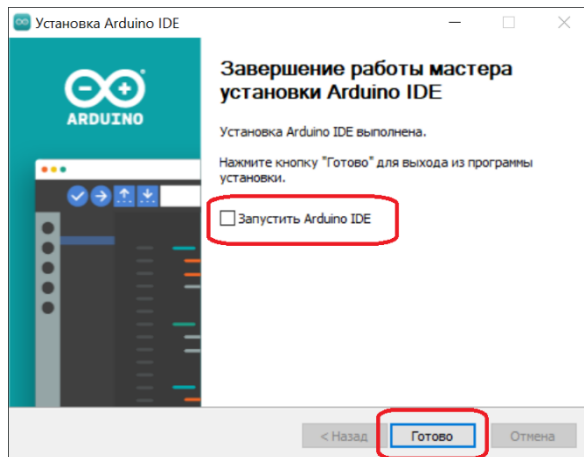 Установка Arduino IDE
ARDUINO
Завершение работы мастера
установки Arduino IDE
Установка Arduino IDE выполнена.
Нажмите кнопку "Готово" для выхода из программы
установки.
Запустить Arduino IDE
< Назад
Готово
Отмена